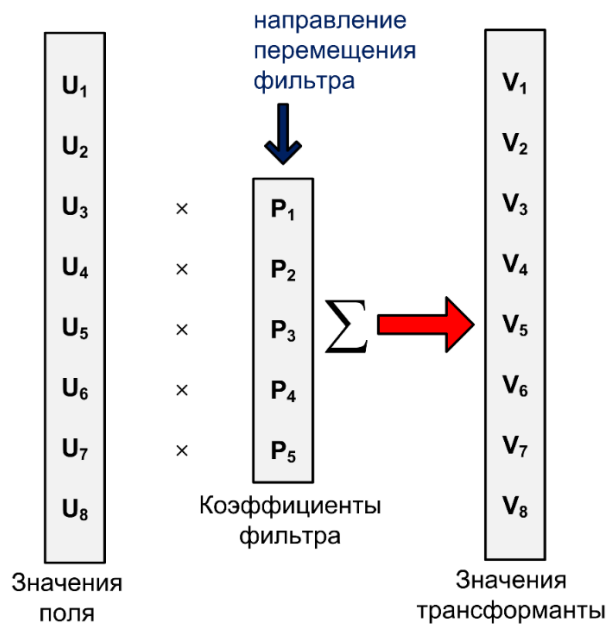 направление
перемещения
фильтра
U₁ V₁
U₂ V₂
U₃ × P₁ V₃
U₄ × P₂ V₄
U₅ × P₃ ∑ V₅
U₆ × P₄ V₆
U₇ × P₅ V₇
U₈ V₈
Коэффициенты
фильтра
Значения
поля
Значения
трансформанты